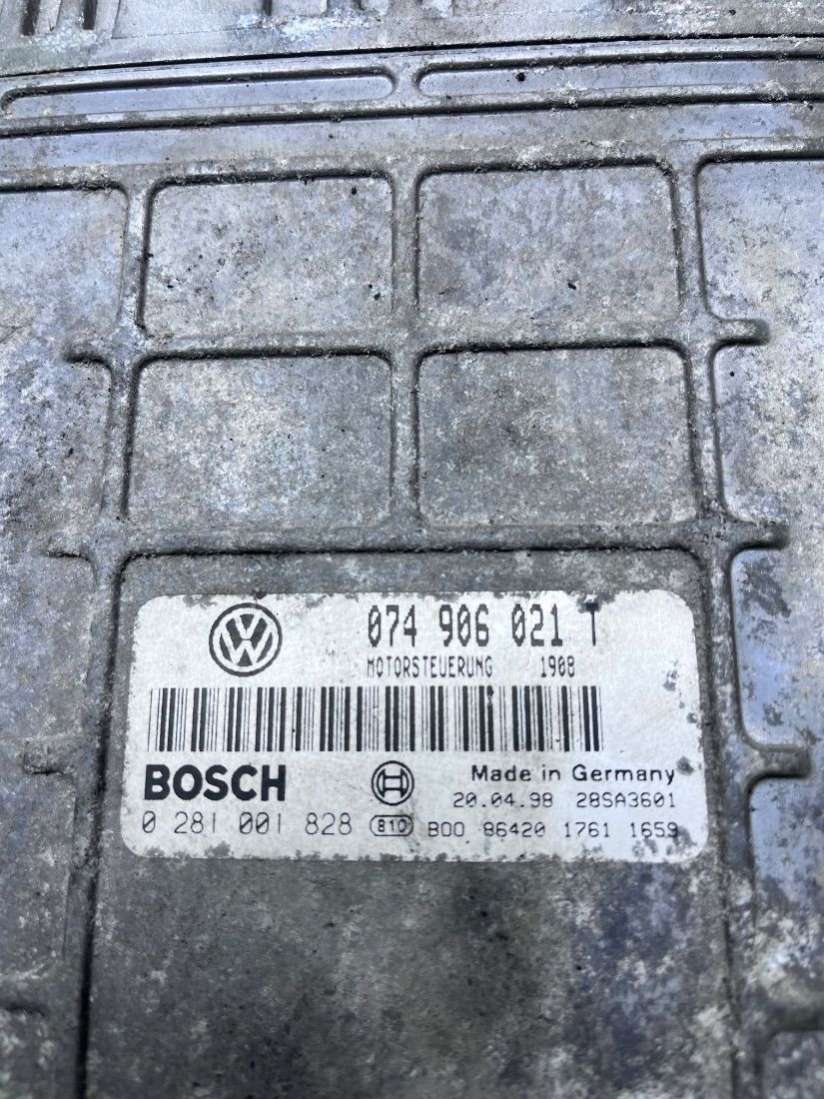 074 906 021 T
MOTORSTEUERUNG 1908
BOSCH Made in Germany
20.04.98 28SA3601
0 281 001 828 810 B00 86420 1761 1659